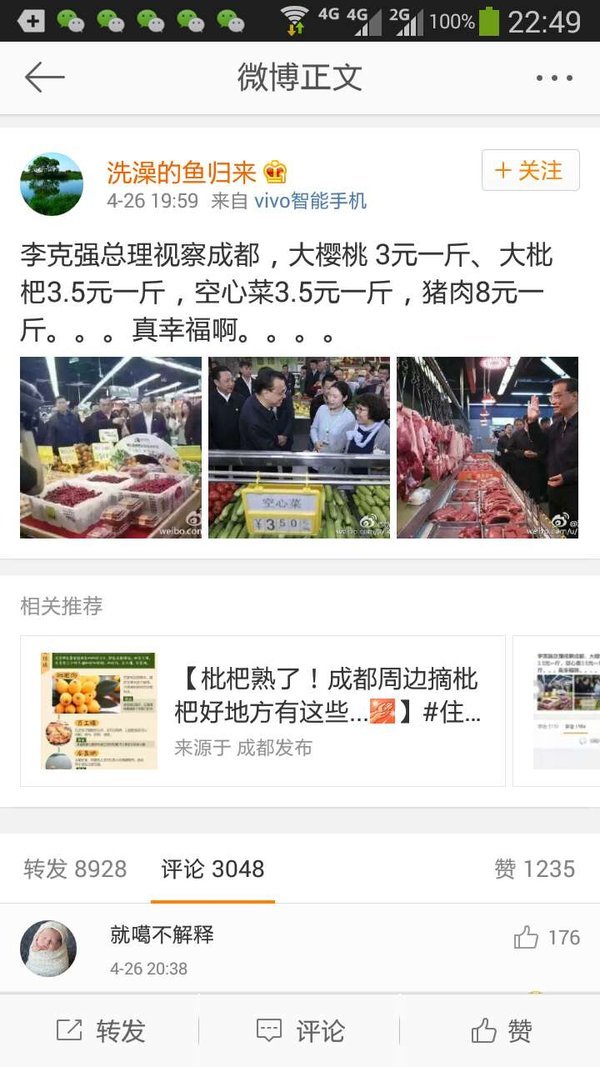 4G 4G 2G 100% 22:49
微博正文
洗澡的鱼归来
+ 关注
4-26 19:59 来自 vivo智能手机
李克强总理视察成都，大樱桃 3元一斤、大枇
杷3.5元一斤，空心菜3.5元一斤，猪肉8元一
斤。。。真幸福啊。。。。
空心菜
¥350
weibo.com
相关推荐
【枇杷熟了！成都周边摘枇
杷好地方有这些...】#住...
来源于 成都发布
转发 8928 评论 3048 赞 1235
就噶不解释
176
4-26 20:38
转发 评论 赞